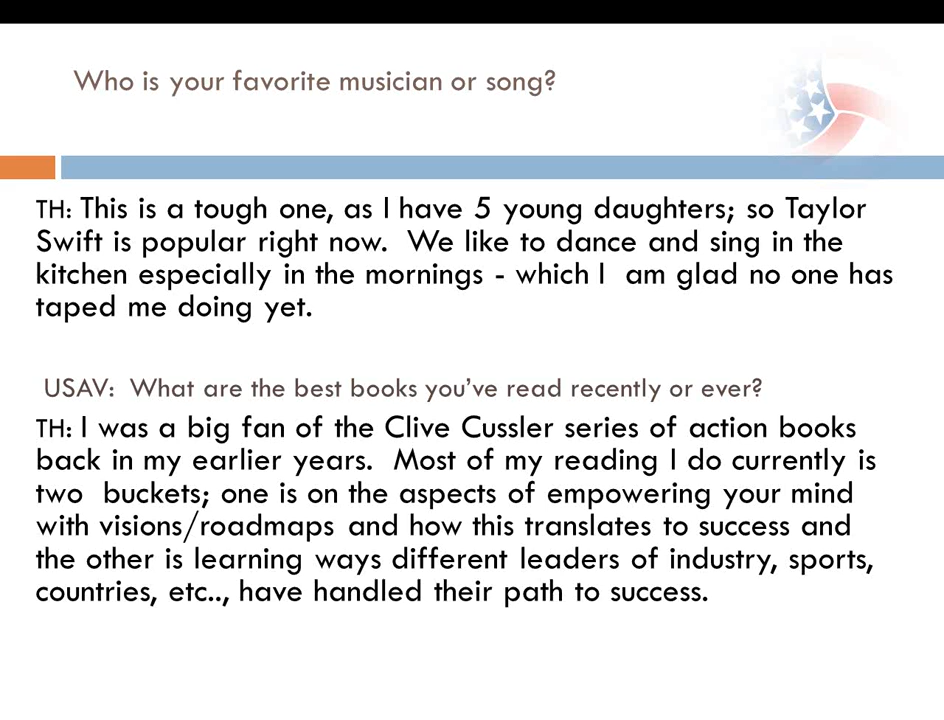 Who is your favorite musician or song?
TH: This is a tough one, as I have 5 young daughters; so Taylor
Swift is popular right now.  We like to dance and sing in the
kitchen especially in the mornings - which I  am glad no one has
taped me doing yet.
USAV:  What are the best books you’ve read recently or ever?
TH: I was a big fan of the Clive Cussler series of action books
back in my earlier years.  Most of my reading I do currently is
two  buckets; one is on the aspects of empowering your mind
with visions/roadmaps and how this translates to success and
the other is learning ways different leaders of industry, sports,
countries, etc.., have handled their path to success.